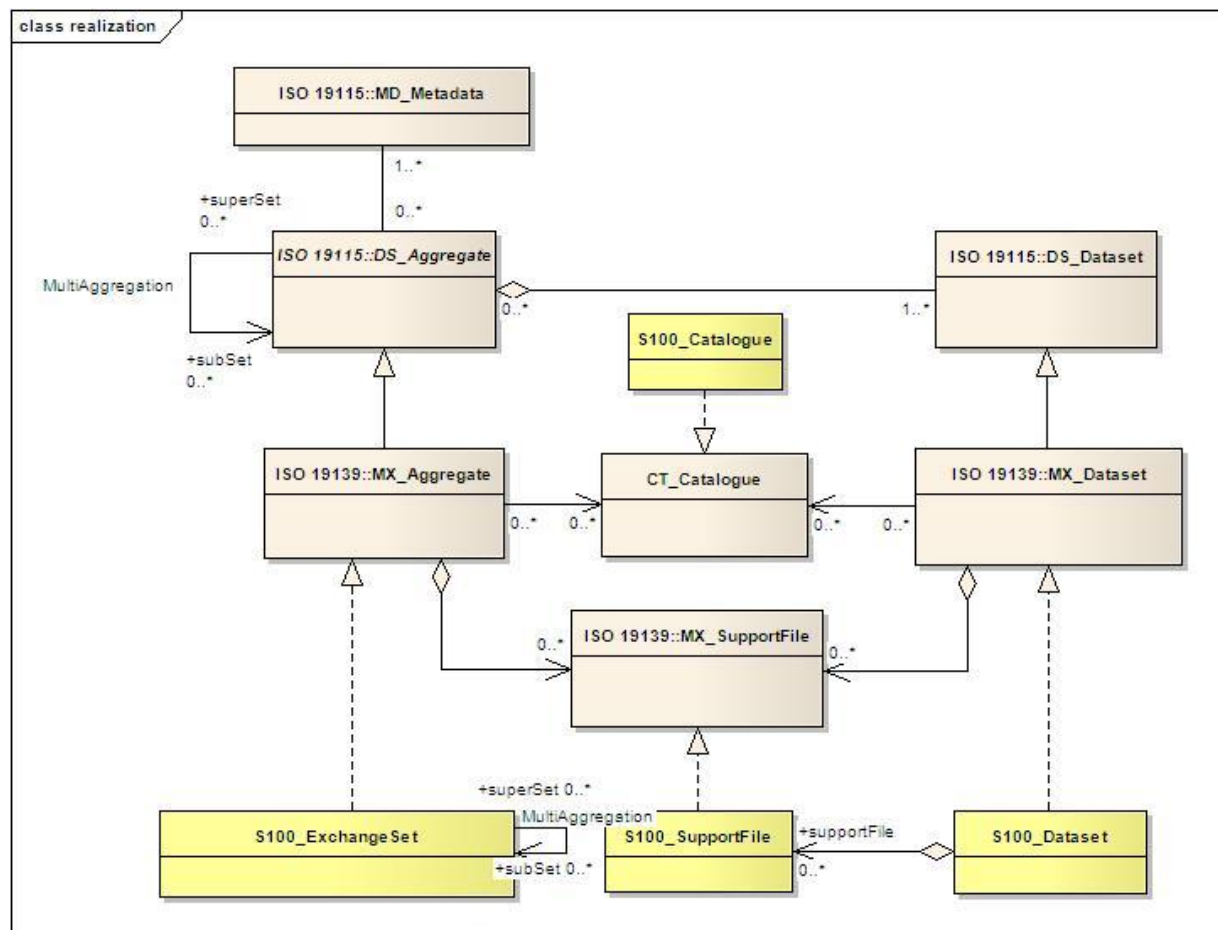 class realization
ISO 19115::MD_Metadata
1..*
+superSet
0..*
0..*
ISO 19115::DS_Aggregate
ISO 19115::DS_Dataset
MultiAggregation
0..*
1..*
S100_Catalogue
+subSet
0..*
ISO 19139::MX_Aggregate
CT_Catalogue
ISO 19139::MX_Dataset
0..*
0..*
0..*
0..*
ISO 19139::MX_SupportFile
0..*
0..*
+superSet 0..*
MultiAggregation
S100_ExchangeSet
S100_SupportFile
+supportFile
S100_Dataset
+subSet 0..*
0..*